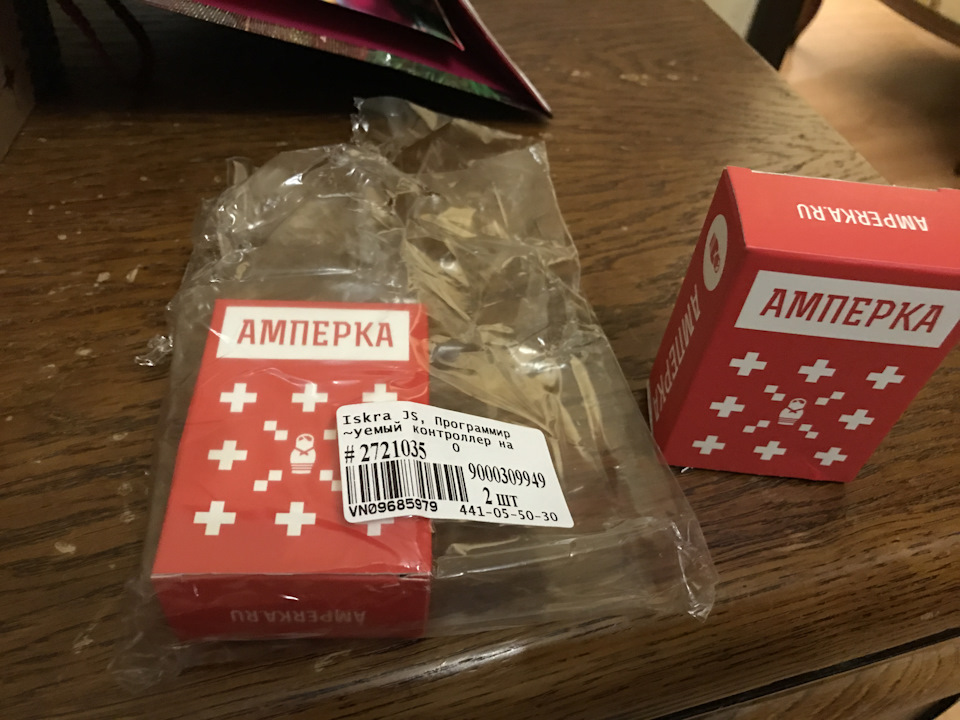 АМПЕРКА
Iskra JS, Программир
~уемый контроллер на
# 2721035 O
9000309949
2 шт
VN09685979 441-05-50-30
AMPERKA.RU
AMPERKA.RU
АМПЕРКА
АМПЕРКА